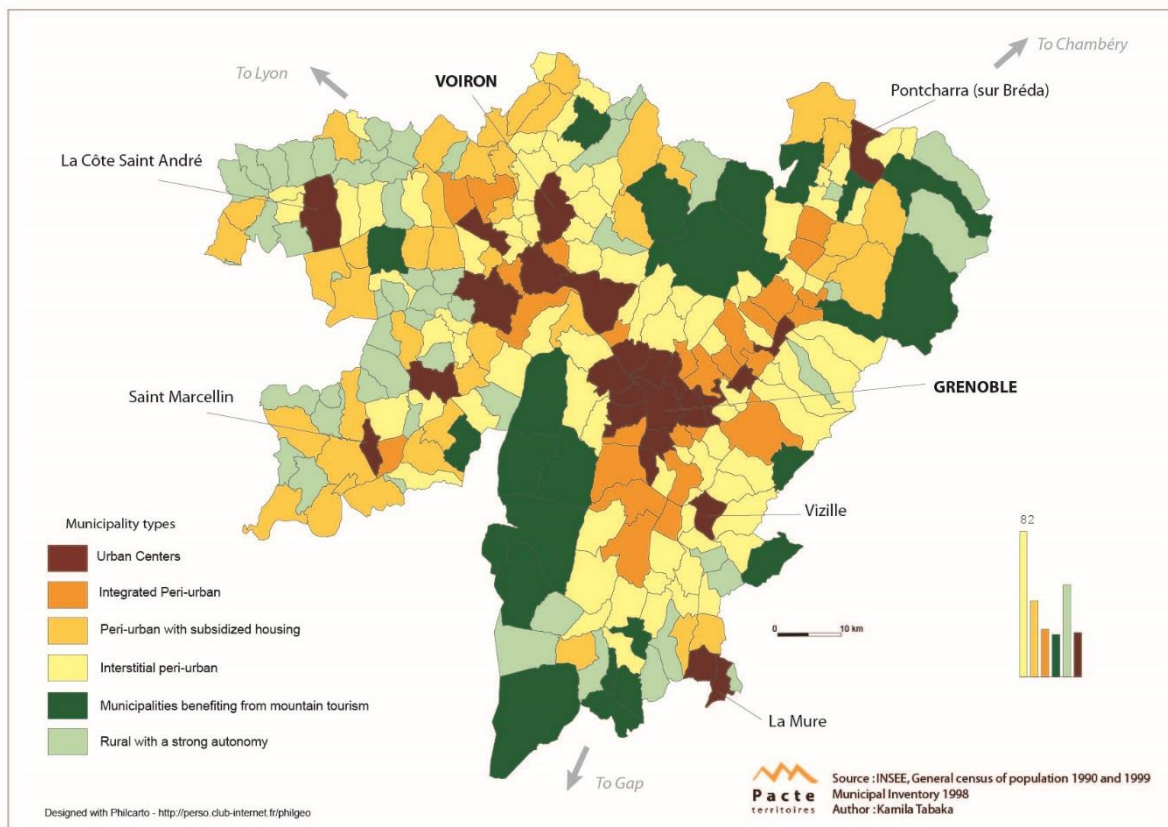 To Lyon
VOIRON
To Chambéry
Pontcharra (sur Bréda)
La Côte Saint André
Saint Marcellin
GRENOBLE
Vizille
82
Municipality types
Urban Centers
Integrated Peri-urban
Peri-urban with subsidized housing
Interstitial peri-urban
Municipalities benefiting from mountain tourism
Rural with a strong autonomy
0 10 km
La Mure
To Gap
Pacte
territoires
Source : INSEE, General census of population 1990 and 1999
Municipal Inventory 1998
Author : Kamila Tabaka
Designed with Philcarto - http://perso.club-internet.fr/philgeo